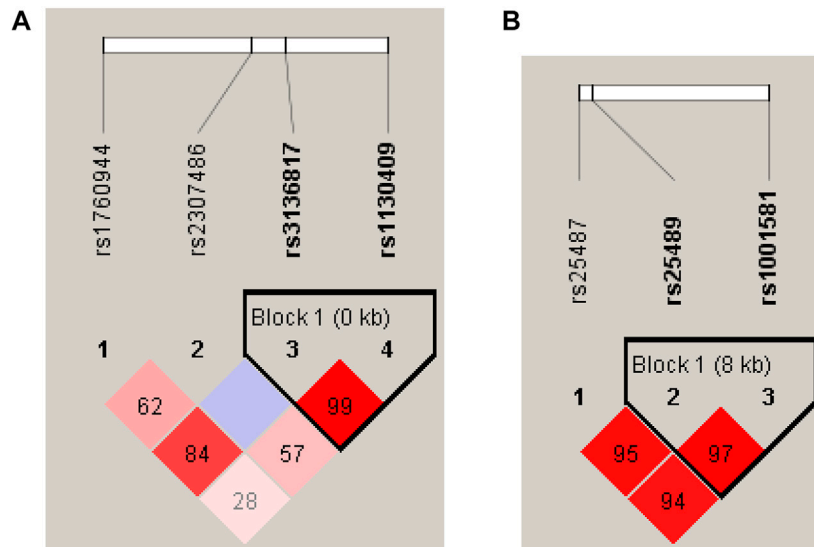 A
rs1760944
rs2307486
rs3136817
rs1130409
Block 1 (0 kb)
1 2 3 4
62 99
84 57
28
B
rs25487
rs25489
rs1001581
Block 1 (8 kb)
1 2 3
95 97
94